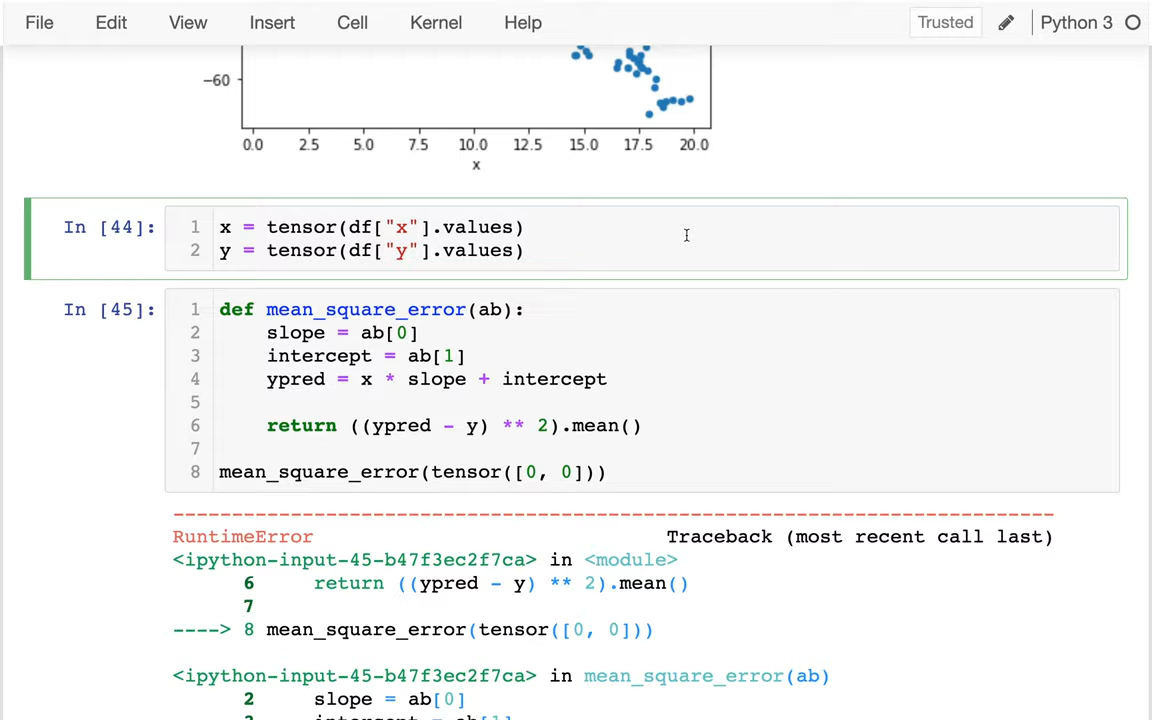 File Edit View Insert Cell Kernel Help Trusted Python 3
−60
0.0 2.5 5.0 7.5 10.0 12.5 15.0 17.5 20.0
x
In [44]: 1 x = tensor(df["x"].values)
2 y = tensor(df["y"].values)
In [45]: 1 def mean_square_error(ab):
2 slope = ab[0]
3 intercept = ab[1]
4 ypred = x * slope + intercept
5
6 return ((ypred - y) ** 2).mean()
7
8 mean_square_error(tensor([0, 0]))
---------------------------------------------------------------------------
RuntimeError Traceback (most recent call last)
<ipython-input-45-b47f3ec2f7ca> in <module>
6 return ((ypred - y) ** 2).mean()
7
----> 8 mean_square_error(tensor([0, 0]))
<ipython-input-45-b47f3ec2f7ca> in mean_square_error(ab)
2 slope = ab[0]
3 intercept = ab[1]